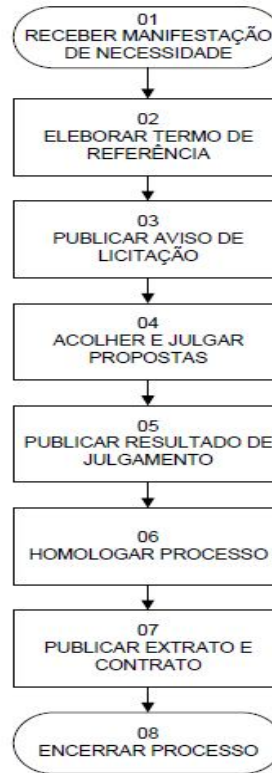 01
RECEBER MANIFESTAÇÃO
DE NECESSIDADE
02
ELEBORAR TERMO DE
REFERÊNCIA
03
PUBLICAR AVISO DE
LICITAÇÃO
04
ACOLHER E JULGAR
PROPOSTAS
05
PUBLICAR RESULTADO DE
JULGAMENTO
06
HOMOLOGAR PROCESSO
07
PUBLICAR EXTRATO E
CONTRATO
08
ENCERRAR PROCESSO